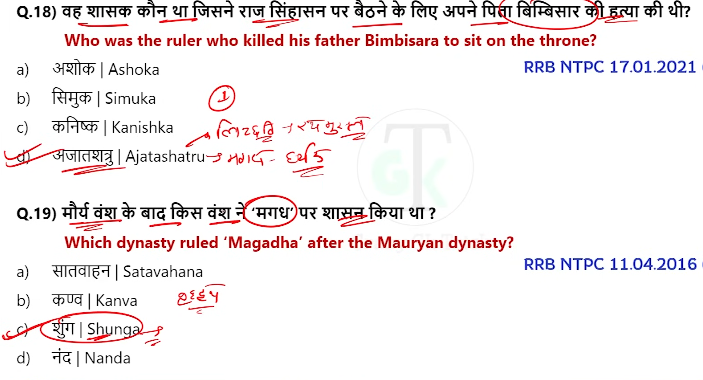 Q.18) वह शासक कौन था जिसने राज सिंहासन पर बैठने के लिए अपने पिता बिम्बिसार की हत्या की थी?
Who was the ruler who killed his father Bimbisara to sit on the throne?
a) अशोक | Ashoka
RRB NTPC 17.01.2021
b) सिमुक | Simuka
1
c) कनिष्क | Kanishka
d) अजातशत्रु | Ajatashatru
Q.19) मौर्य वंश के बाद किस वंश ने 'मगध' पर शासन किया था ?
Which dynasty ruled 'Magadha' after the Mauryan dynasty?
a) सातवाहन | Satavahana
RRB NTPC 11.04.2016
b) कण्व | Kanva
c) शुंग | Shunga
d) नंद | Nanda